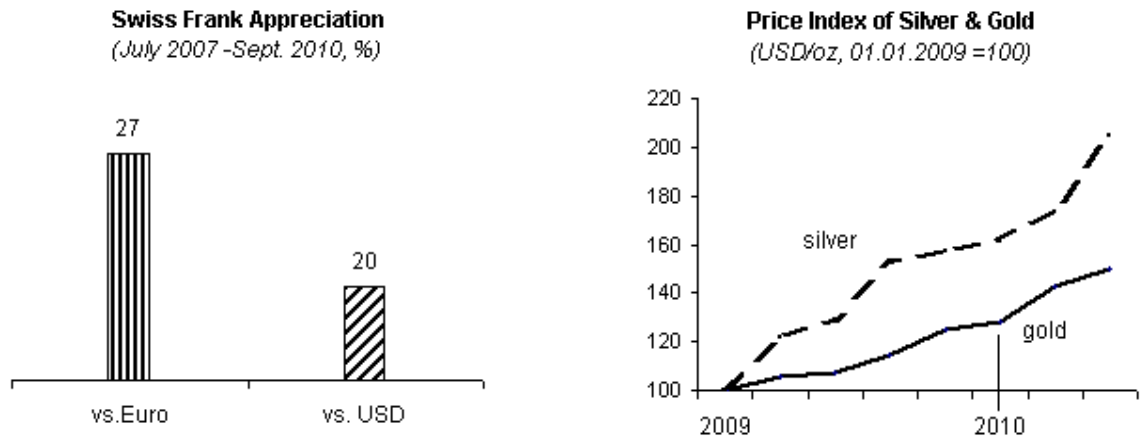 Swiss Frank Appreciation
(July 2007 -Sept. 2010, %)
27
20
vs.Euro
vs. USD
Price Index of Silver & Gold
(USD/oz, 01.01.2009 =100)
220
200
180
160
140
120
100
silver
gold
2009
2010